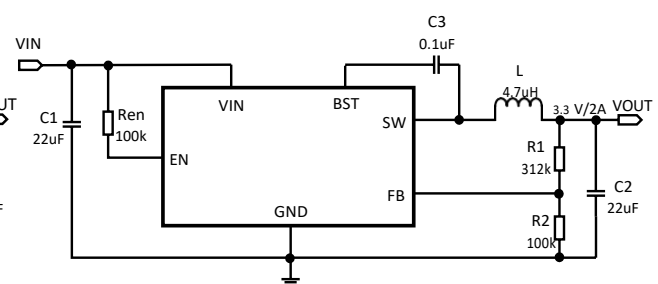 C3
0.1uF
VIN
L
4.7uH
3.3 V/2A VOUT
UT
C1
22uF
Ren
100k
VIN
BST
SW
EN
R1
312k
FB
C2
22uF
GND
R2
100k
F